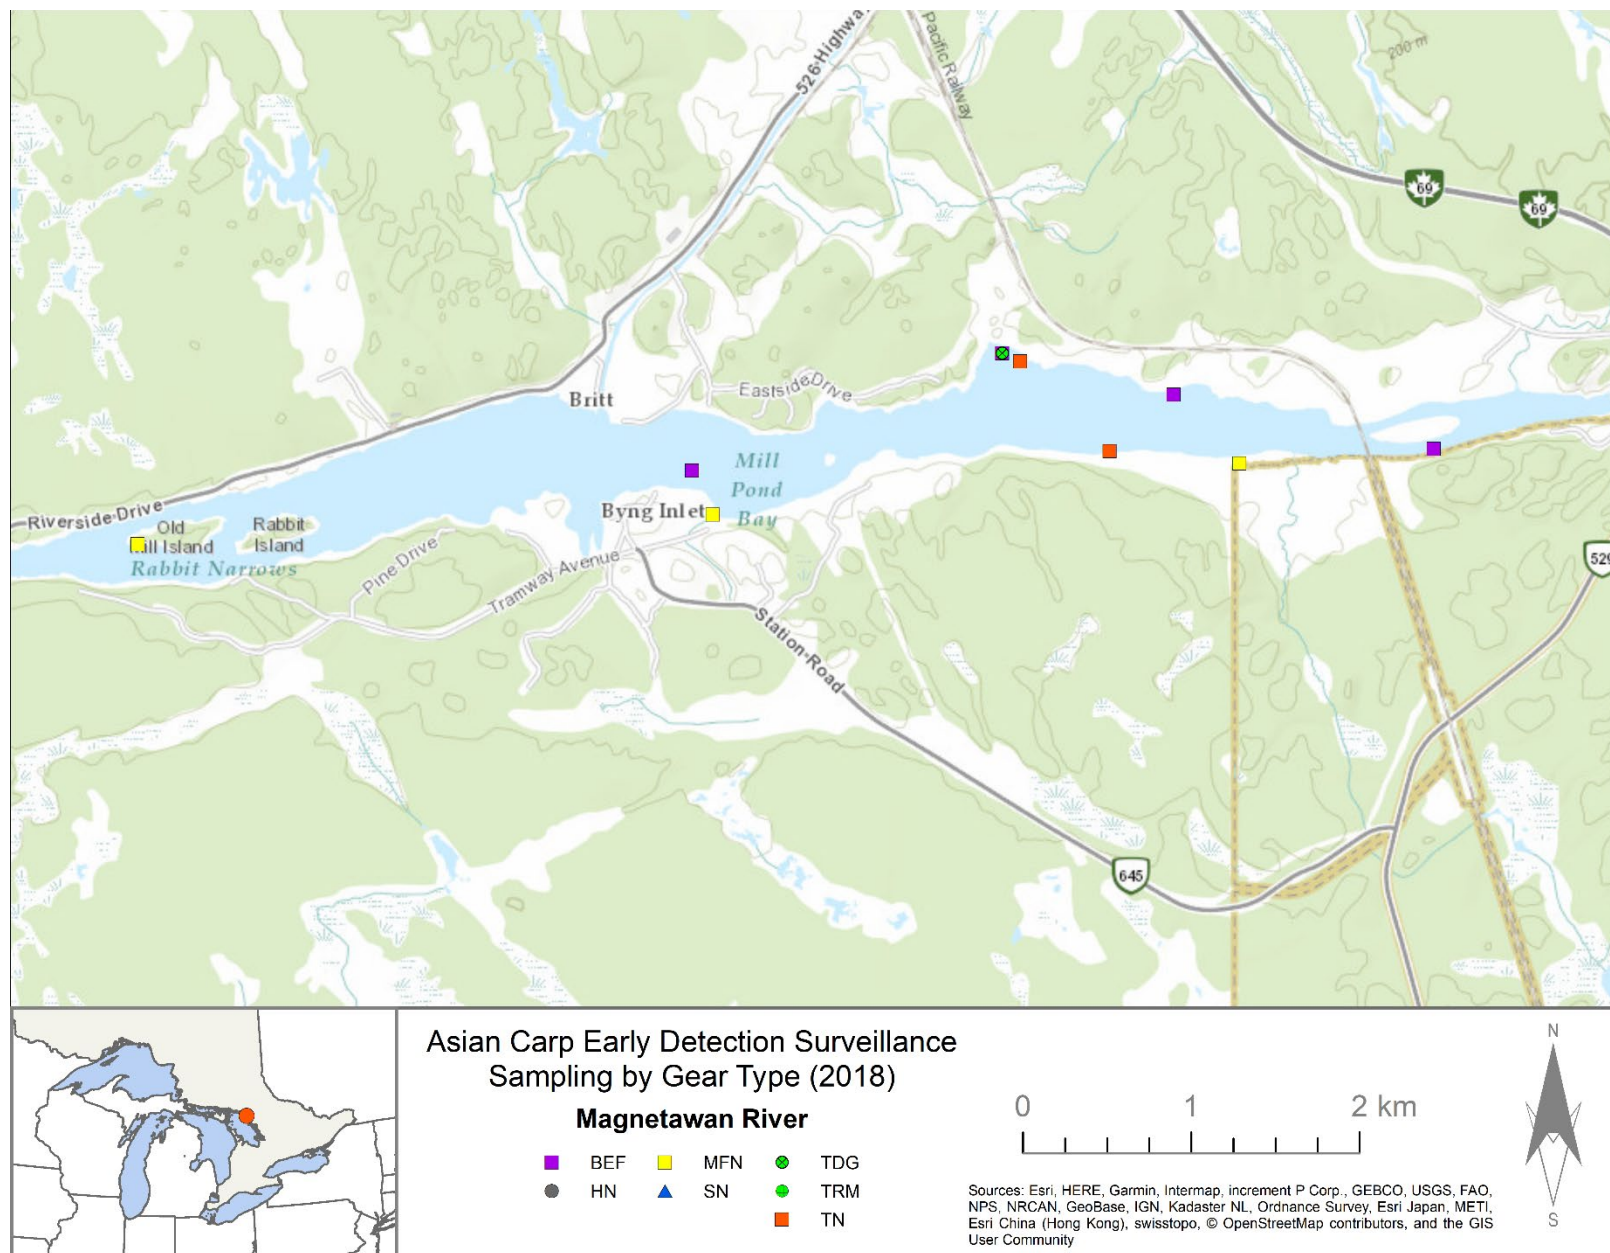 526 Highway
Pacific Railway
200 m
69
69
Eastside Drive
Britt
Mill
Pond
Bay
Byng Inlet
Riverside Drive
Old
Mill Island
Rabbit
Island
Rabbit Narrows
Pine Drive
Tramway Avenue
Station Road
529
645
Asian Carp Early Detection Surveillance
Sampling by Gear Type (2018)
Magnetawan River
BEF MFN TDG
HN SN TRM
TN
0 1 2 km
N
S
Sources: Esri, HERE, Garmin, Intermap, increment P Corp., GEBCO, USGS, FAO,
NPS, NRCAN, GeoBase, IGN, Kadaster NL, Ordnance Survey, Esri Japan, METI,
Esri China (Hong Kong), swisstopo, © OpenStreetMap contributors, and the GIS
User Community